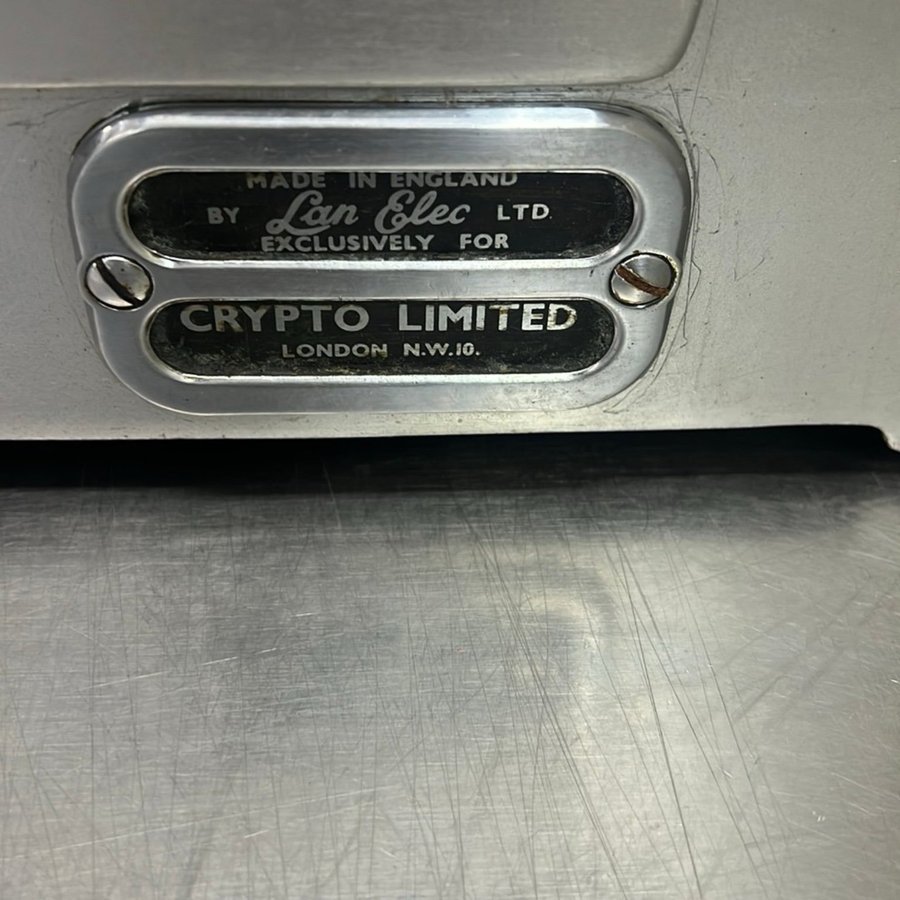 MADE IN ENGLAND
BY Lan Elec LTD
EXCLUSIVELY FOR
CRYPTO LIMITED
LONDON N.W.10.